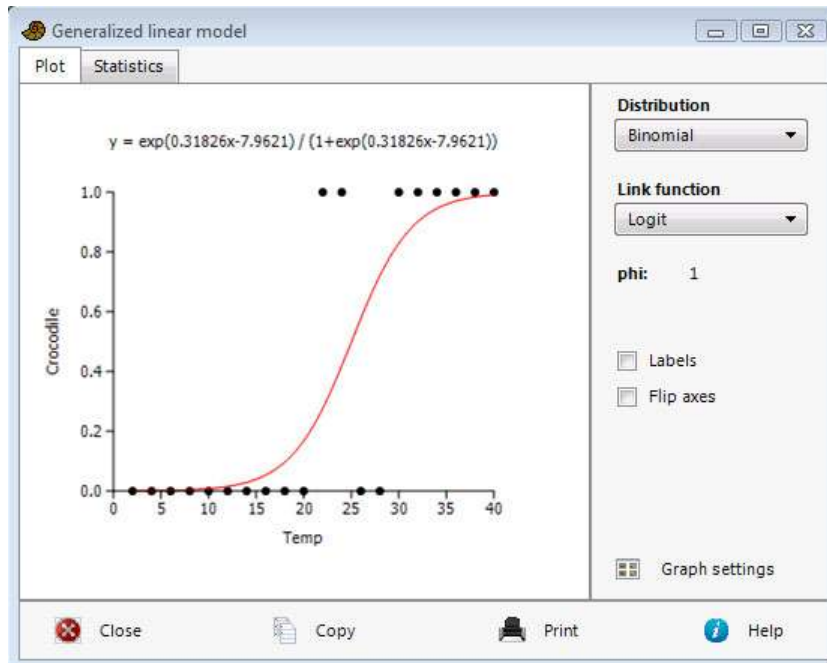 Generalized linear model
Plot
Statistics
y = exp(0.31826x-7.9621) / (1+exp(0.31826x-7.9621))
1.0
0.8
0.6
0.4
0.2
0.0
Crocodile
0 5 10 15 20 25 30 35 40
Temp
Distribution
Binomial
Link function
Logit
phi: 1
Labels
Flip axes
Graph settings
Close
Copy
Print
Help